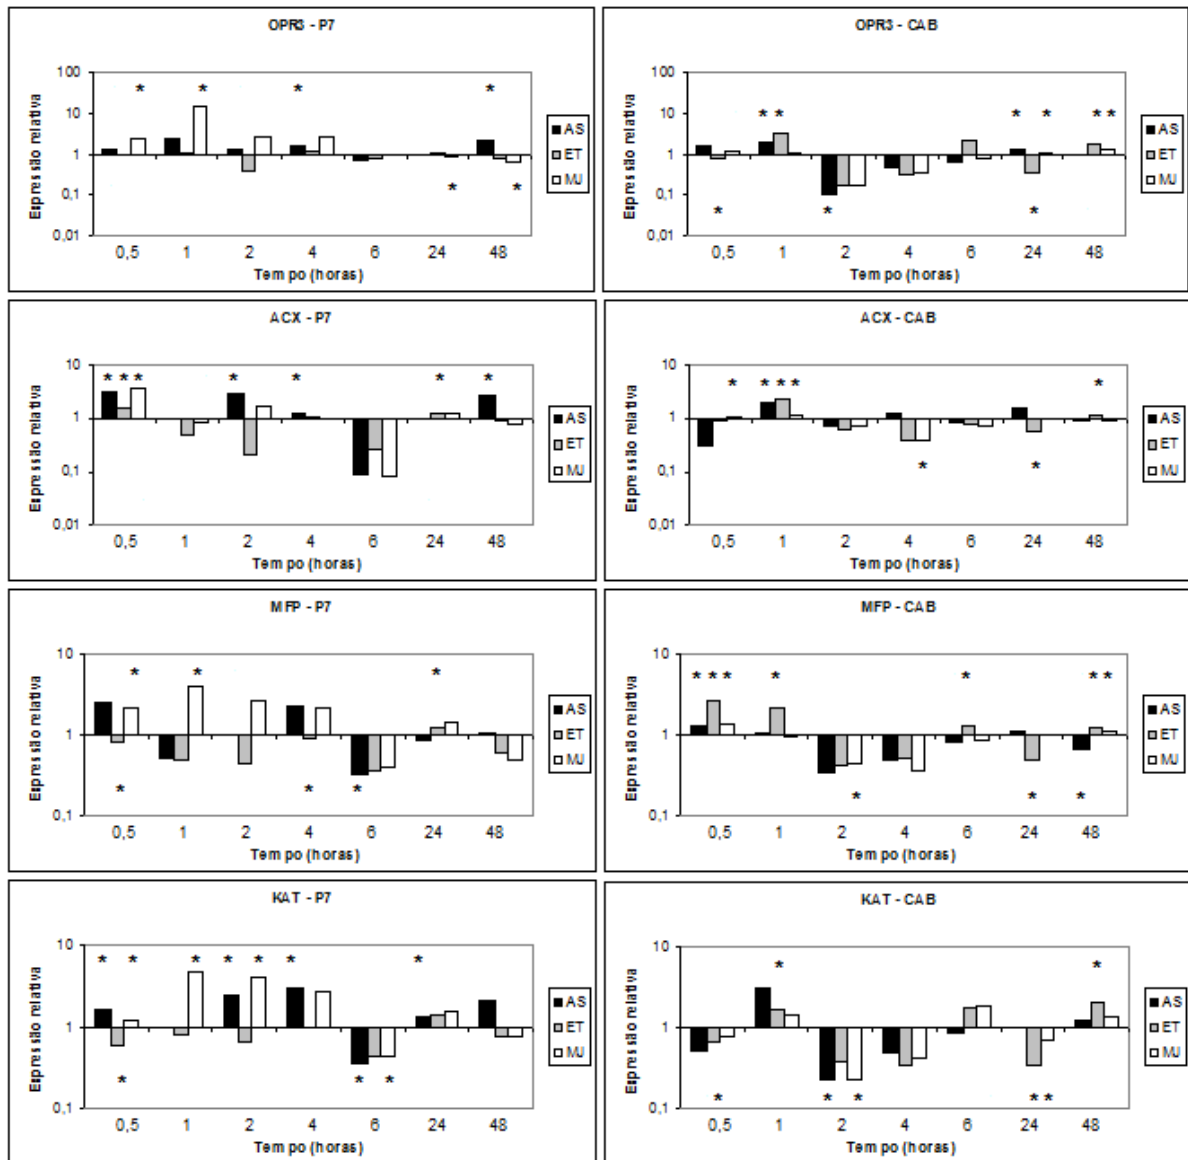 OPR3 - P7
100
10
1
0,1
0,01
Expressão relativa
* * * *
* *
0,5 1 2 4 6 24 48
Tempo (horas)
AS
ET
MJ
OPR3 - CAB
100
10
1
0,1
0,01
Expressão relativa
* * * * * *
* * *
0,5 1 2 4 6 24 48
Tempo (horas)
AS
ET
MJ
ACX - P7
10
1
0,1
0,01
Expressão relativa
* * * * * * *
0,5 1 2 4 6 24 48
Tempo (horas)
AS
ET
MJ
ACX - CAB
10
1
0,1
0,01
Expressão relativa
* * * * *
* *
0,5 1 2 4 6 24 48
Tempo (horas)
AS
ET
MJ
MFP - P7
10
1
0,1
Expressão relativa
* * *
* * *
0,5 1 2 4 6 24 48
Tempo (horas)
AS
ET
MJ
MFP - CAB
10
1
0,1
Expressão relativa
* * * * * * *
* * *
0,5 1 2 4 6 24 48
Tempo (horas)
AS
ET
MJ
KAT - P7
10
1
0,1
Expressão relativa
* * * * * * *
* * *
0,5 1 2 4 6 24 48
Tempo (horas)
AS
ET
MJ
KAT - CAB
10
1
0,1
Expressão relativa
* *
* * * * *
0,5 1 2 4 6 24 48
Tempo (horas)
AS
ET
MJ